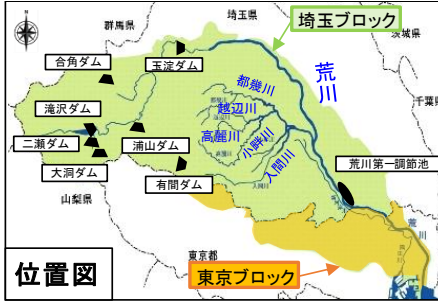 群馬県
埼玉県
埼玉ブロック
茨城県
合角ダム
玉淀ダム
荒川
千葉県
都幾川
滝沢ダム
越辺川
高麗川
小畔川
二瀬ダム
浦山ダム
入間川
荒川第一調節池
大洞ダム
有間ダム
山梨県
入間川
荒川
東京都
位置図
東京ブロック